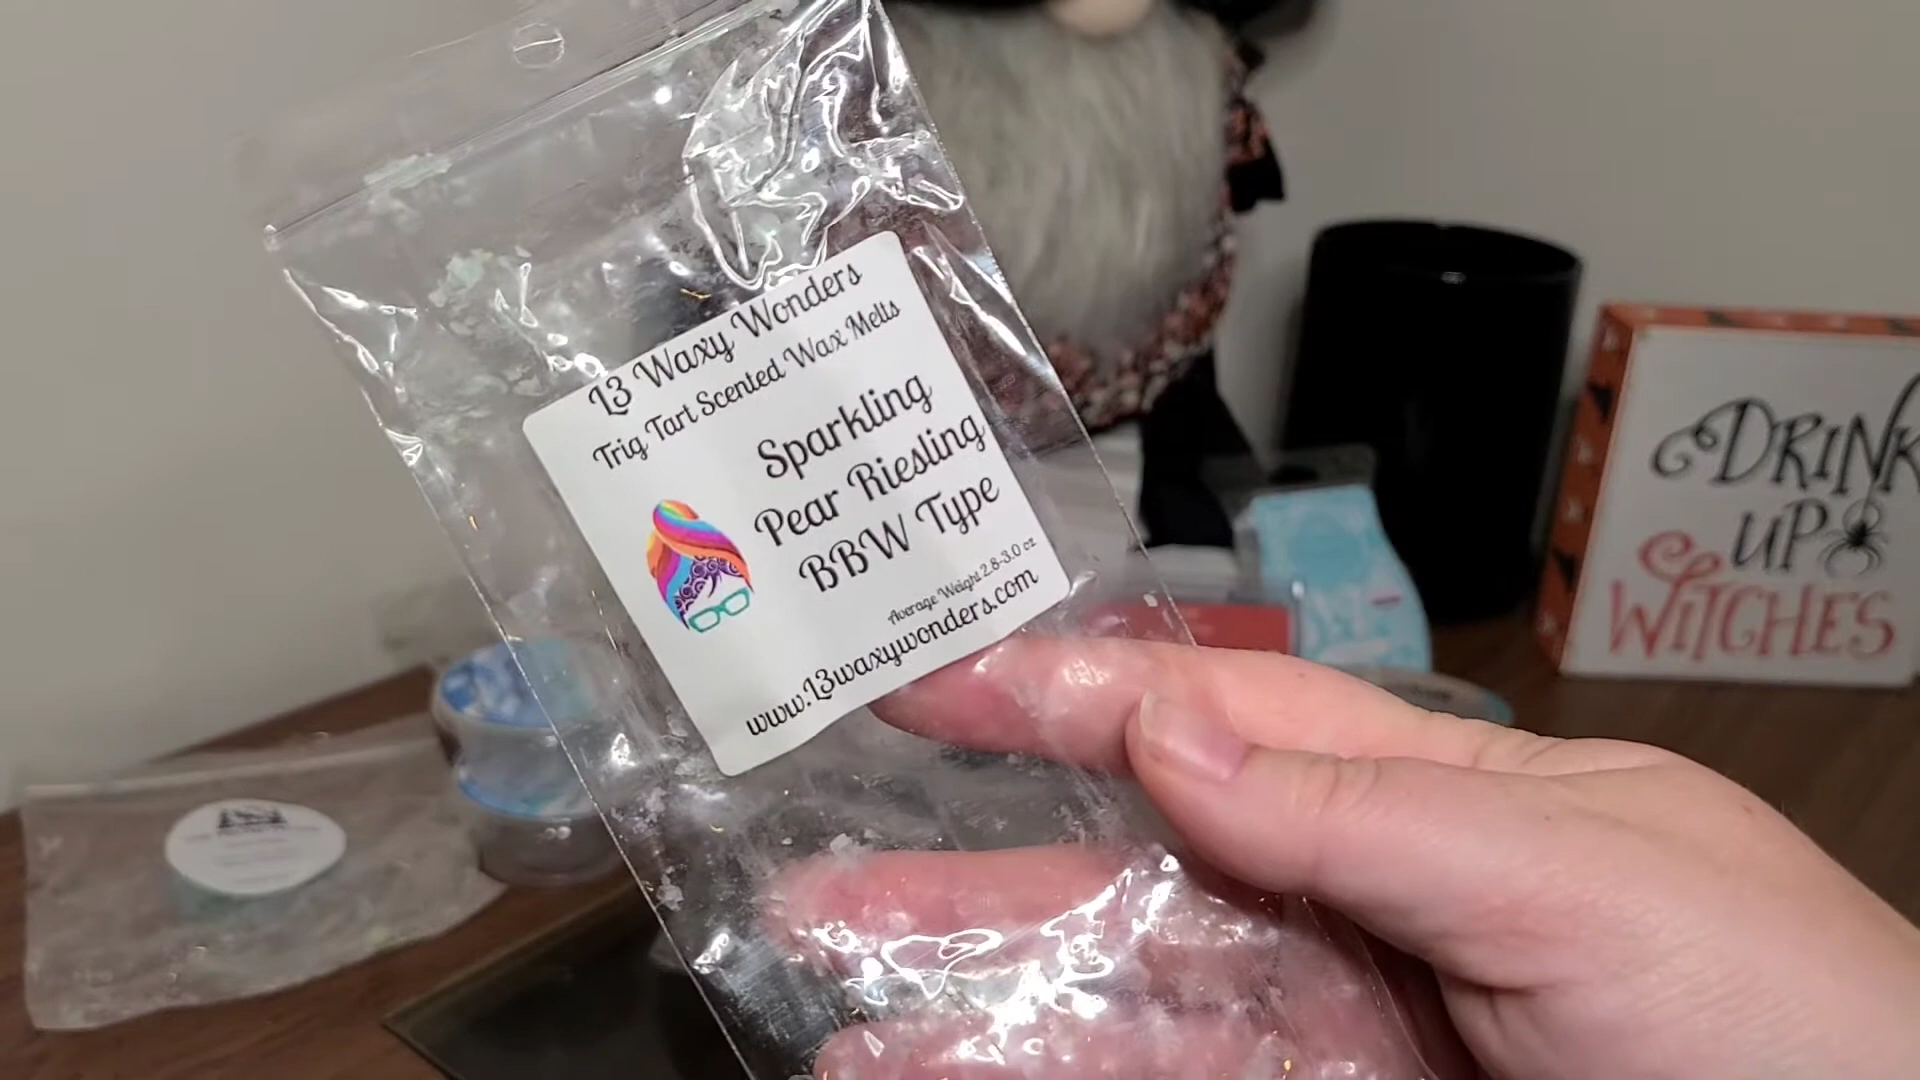 L3 Waxy Wonders
Trig Tart Scented Wax Melts
Sparkling
Pear Riesling
BBW Type
Average Weight 2.8-3.0 oz
www.L3waxywonders.com
DRINK
UP
WITCHES